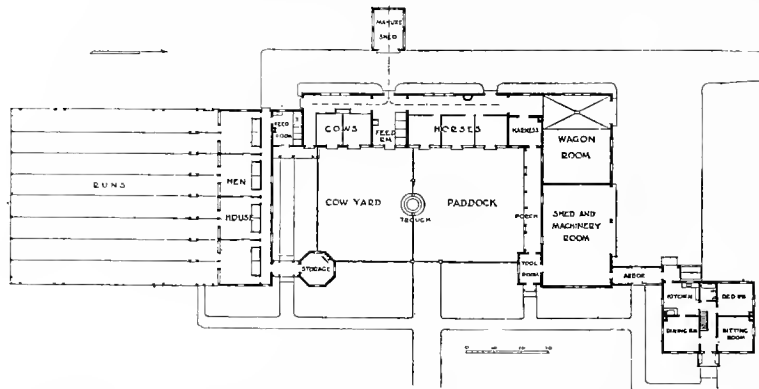 MANURE
SHED
FEED
ROOM
COWS
FEED
RM.
HORSES
HARNESS
WAGON
ROOM
RUNS
HEN
HOUSE
COW YARD
TROUGH
PADDOCK
PORCH
SHED AND
MACHINERY
ROOM
STORAGE
TOOL
ROOM
ARBOR
KITCHEN
BED RM
DINING RM
SITTING
ROOM